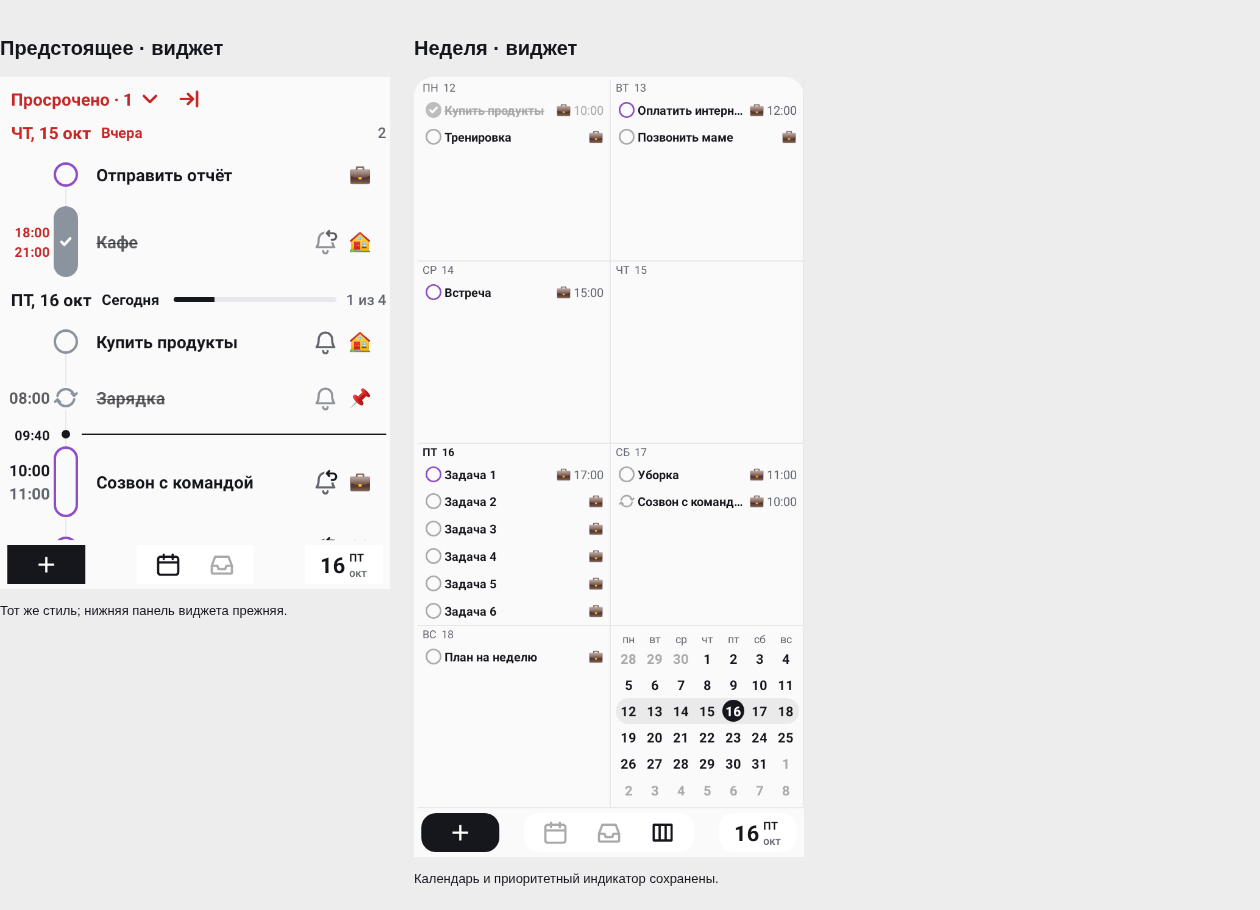 Предстоящее · виджет
Просрочено · 1
ЧТ, 15 окт Вчера 2
Отправить отчёт
18:00
21:00
Кафе
ПТ, 16 окт Сегодня 1 из 4
Купить продукты
08:00 Зарядка
09:40
10:00
11:00
Созвон с командой
+ 16 ПТ
окт
Тот же стиль; нижняя панель виджета прежняя.
Неделя · виджет
ПН 12
Купить продукты 10:00
Тренировка
ВТ 13
Оплатить интерн... 12:00
Позвонить маме
СР 14
Встреча 15:00
ЧТ 15
ПТ 16
Задача 1 17:00
Задача 2
Задача 3
Задача 4
Задача 5
Задача 6
СБ 17
Уборка 11:00
Созвон с команд... 10:00
ВС 18
План на неделю
пн вт ср чт пт сб вс
28 29 30 1 2 3 4
5 6 7 8 9 10 11
12 13 14 15 16 17 18
19 20 21 22 23 24 25
26 27 28 29 30 31 1
2 3 4 5 6 7 8
+ 16 ПТ
окт
Календарь и приоритетный индикатор сохранены.